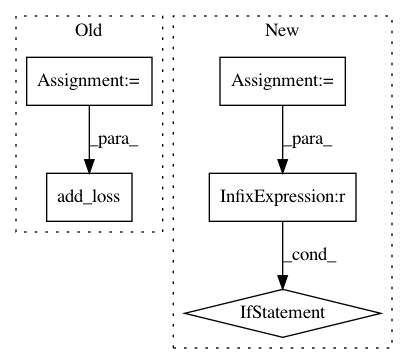 Old
New
Assignment:=
Assignment:=
_para_
_para_
add_loss
InfixExpression:r
_cond_
IfStatement